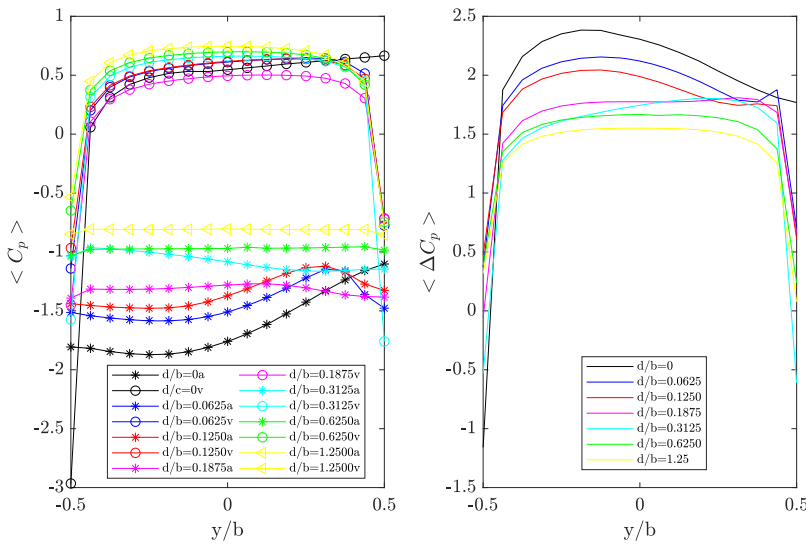 1
0.5
0
-0.5
-1
-1.5
-2
-2.5
-3
< C_p >
-0.5
0
0.5
y/b
d/b=0a
d/c=0v
d/b=0.0625a
d/b=0.0625v
d/b=0.1250a
d/b=0.1250v
d/b=0.1875a
d/b=0.1875v
d/b=0.3125a
d/b=0.3125v
d/b=0.6250a
d/b=0.6250v
d/b=1.2500a
d/b=1.2500v
2.5
2
1.5
1
0.5
0
-0.5
-1
-1.5
< ΔC_p >
-0.5
0
0.5
y/b
d/b=0
d/b=0.0625
d/b=0.1250
d/b=0.1875
d/b=0.3125
d/b=0.6250
d/b=1.25